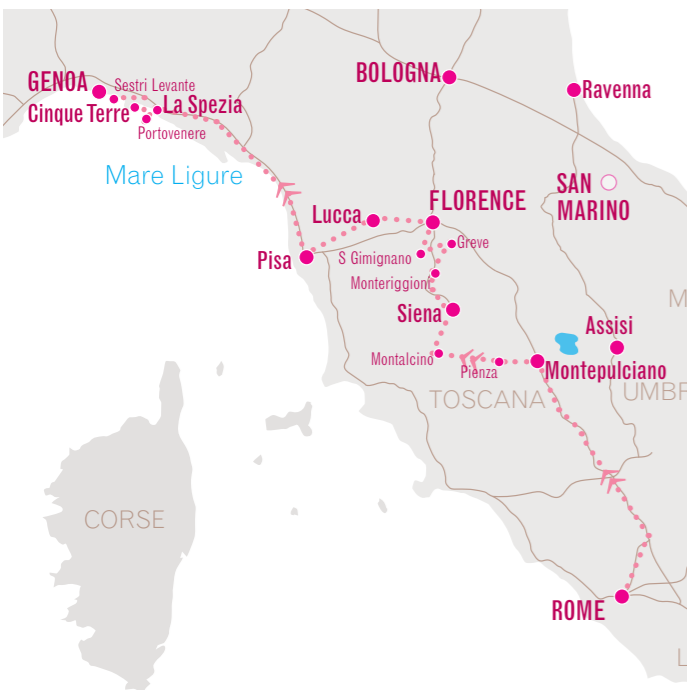 GENOA
Sestri Levante
Cinque Terre
La Spezia
Portovenere
BOLOGNA
Ravenna
Mare Ligure
SAN
MARINO
Lucca
FLORENCE
Greve
Pisa
S Gimignano
Monteriggioni
M
Siena
Assisi
Montalcino
Pienza
Montepulciano
TOSCANA
UMBR
CORSE
ROME
L